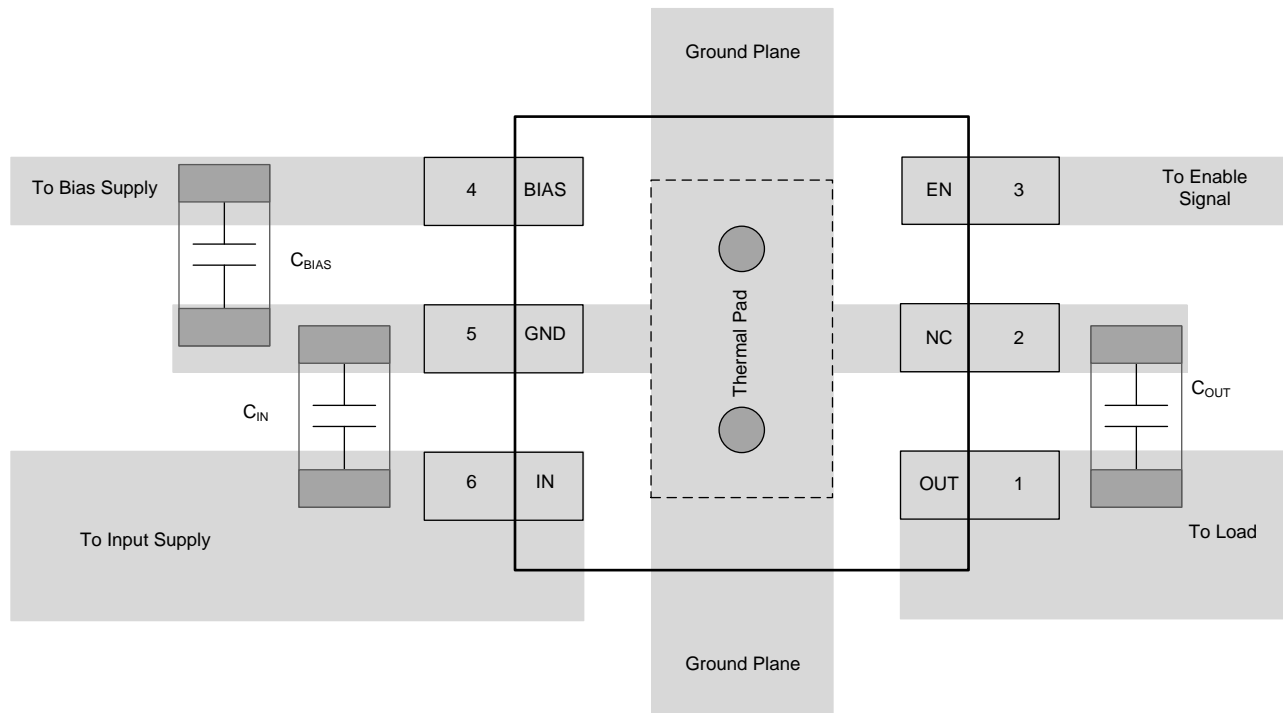 Ground Plane
To Bias Supply
4
BIAS
EN
3
To Enable
Signal
CBIAS
5
GND
Thermal Pad
NC
2
CIN
COUT
6
IN
OUT
1
To Input Supply
To Load
Ground Plane